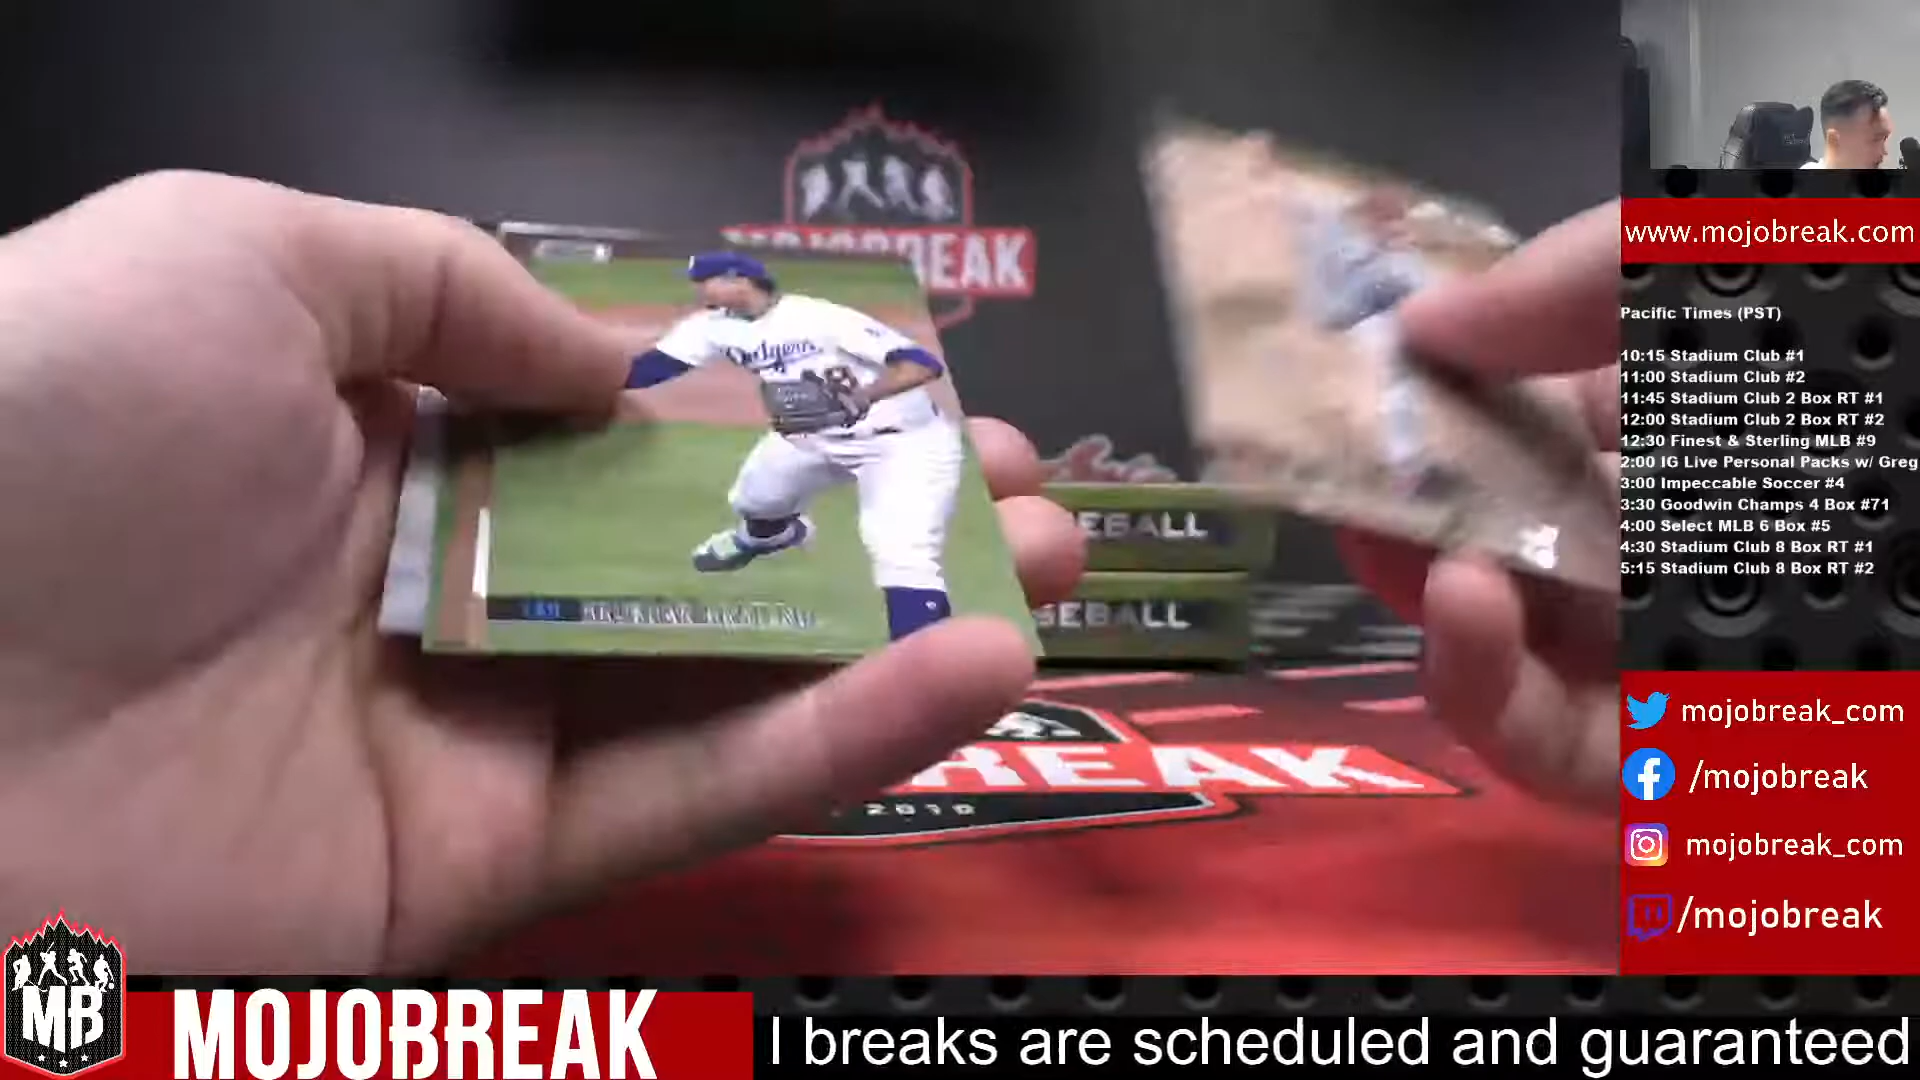 MOJOBREAK
Dodgers
EBALL
SEBALL
REAK
2010
www.mojobreak.com
Pacific Times (PST)
10:15 Stadium Club #1
11:00 Stadium Club #2
11:45 Stadium Club 2 Box RT #1
12:00 Stadium Club 2 Box RT #2
12:30 Finest & Sterling MLB #9
2:00 IG Live Personal Packs w/ Greg
3:00 Impeccable Soccer #4
3:30 Goodwin Champs 4 Box #71
4:00 Select MLB 6 Box #5
4:30 Stadium Club 8 Box RT #1
5:15 Stadium Club 8 Box RT #2
mojobreak_com
/mojobreak
mojobreak_com
/mojobreak
MB
MOJOBREAK
l breaks are scheduled and guaranteed